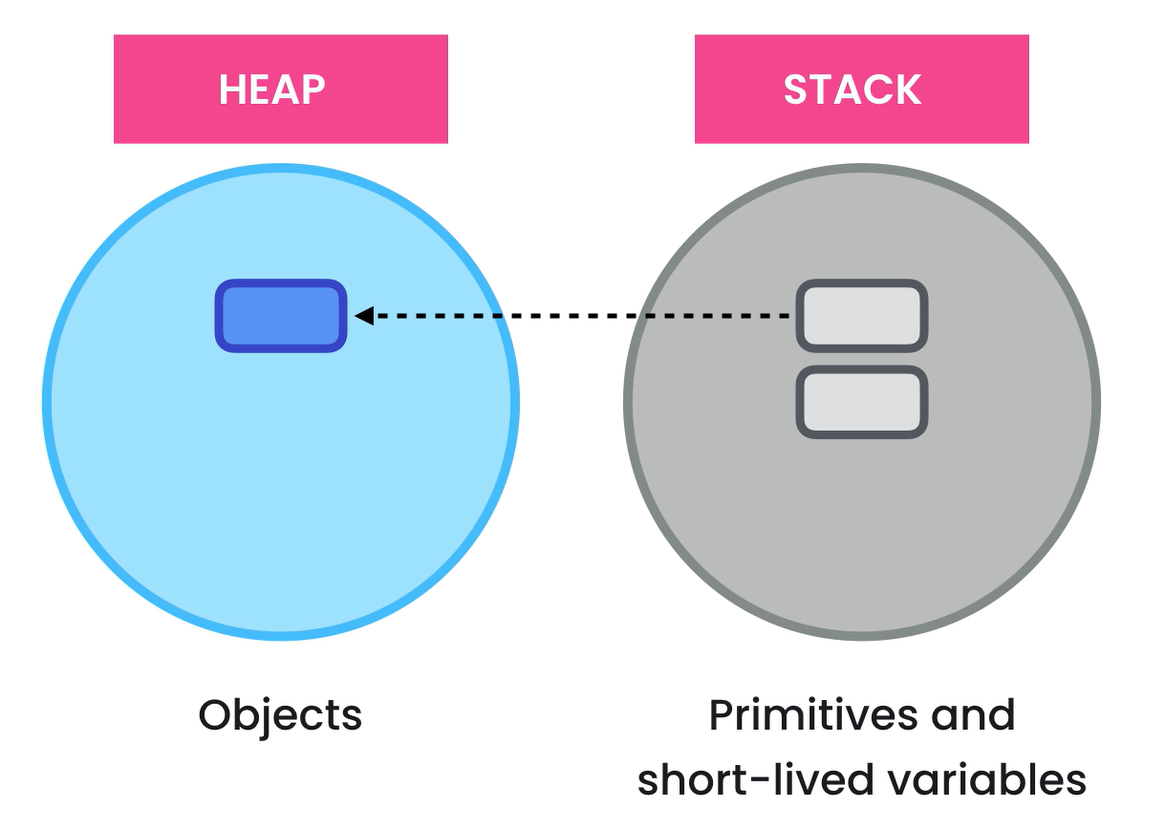 HEAP
STACK
Objects
Primitives and
short-lived variables